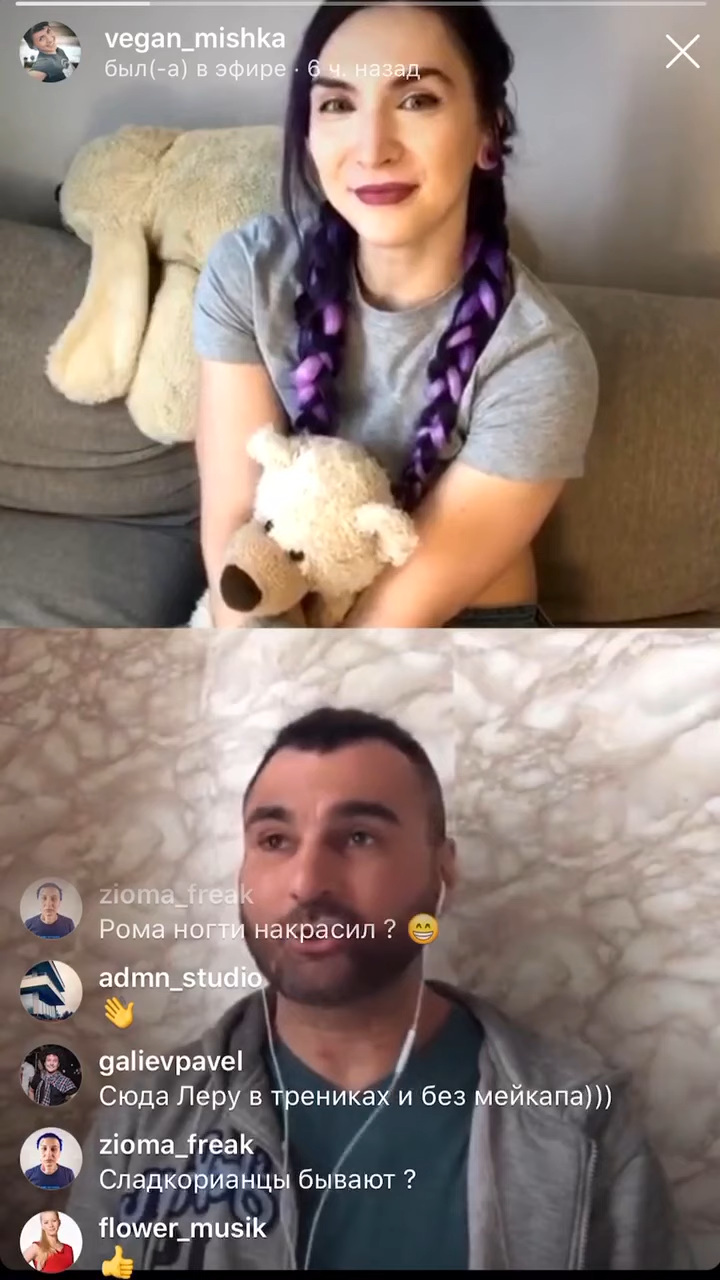 vegan_mishka
был(-а) в эфире · 6 ч. назад
zioma_freak
Рома ногти накрасил ? 😁
admn_studio
👋
galievpavel
Сюда Леру в трениках и без мейкапа)))
zioma_freak
Сладкорианцы бывают ?
flower_musik
👍